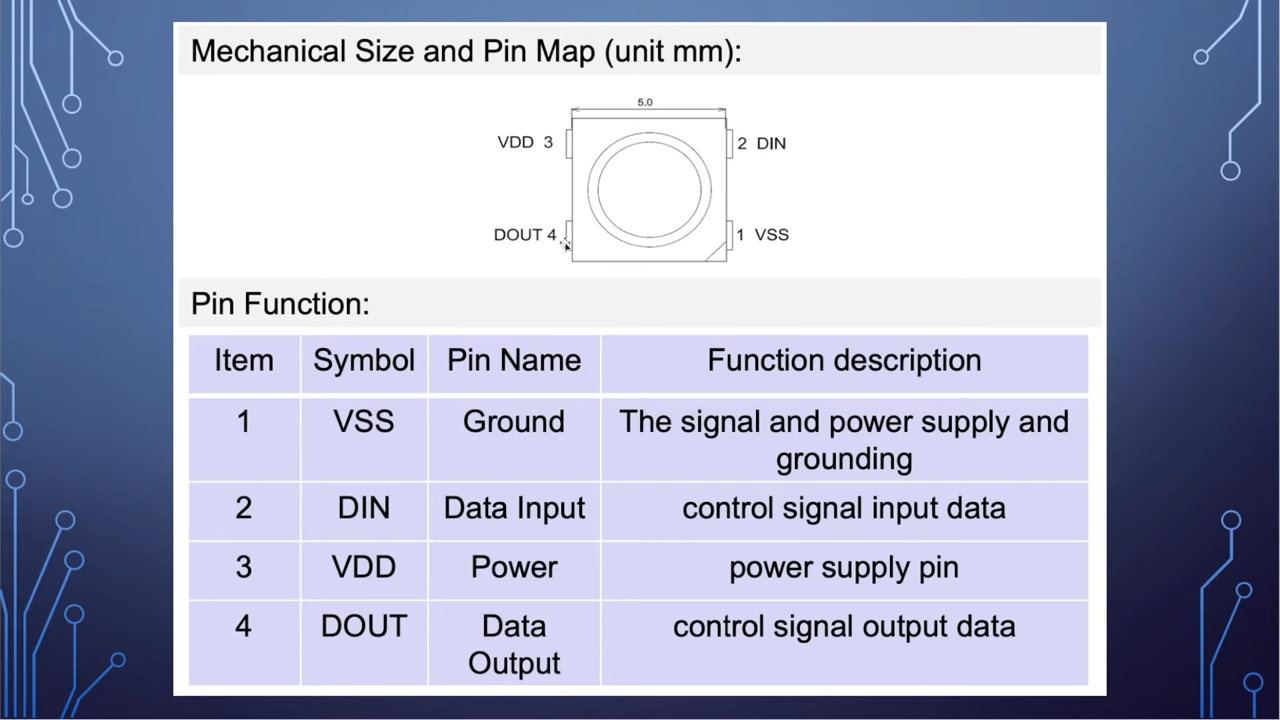 Mechanical Size and Pin Map (unit mm):
5.0
VDD 3
2 DIN
DOUT 4
1 VSS
Pin Function:
Item Symbol Pin Name Function description
1 VSS Ground The signal and power supply and
grounding
2 DIN Data Input control signal input data
3 VDD Power power supply pin
4 DOUT Data control signal output data
Output